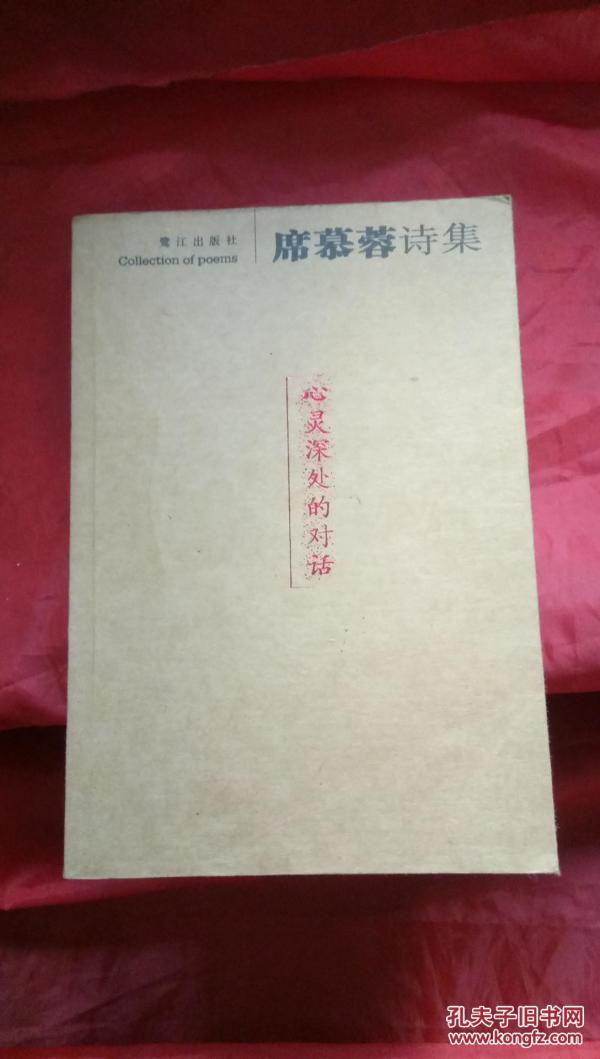 鹭江出版社
Collection of poems
席慕蓉诗集
心灵深处的对话
孔夫子旧书网
www.kongfz.com